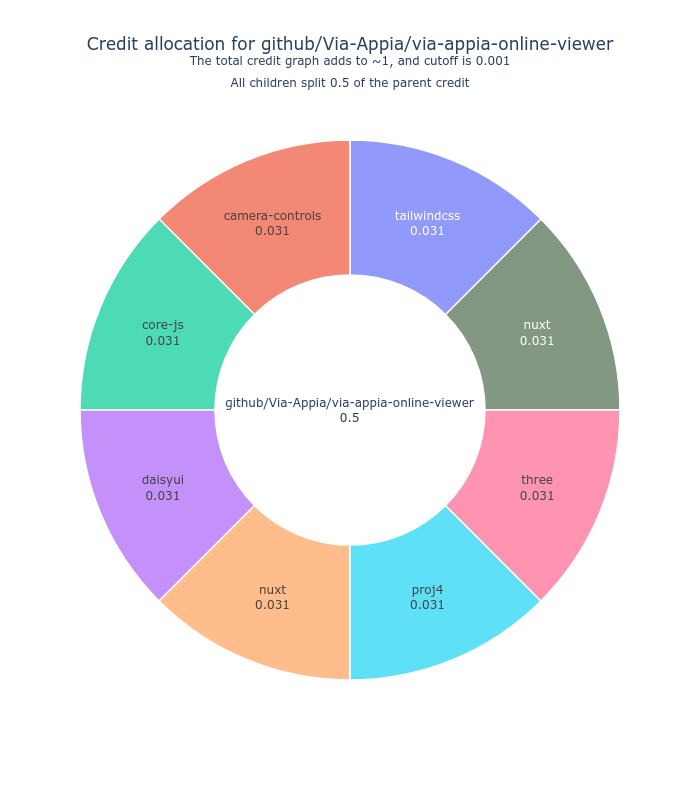 Credit allocation for github/Via-Appia/via-appia-online-viewer
The total credit graph adds to ~1, and cutoff is 0.001
All children split 0.5 of the parent credit
camera-controls
0.031
tailwindcss
0.031
core-js
0.031
nuxt
0.031
github/Via-Appia/via-appia-online-viewer
0.5
daisyui
0.031
three
0.031
nuxt
0.031
proj4
0.031